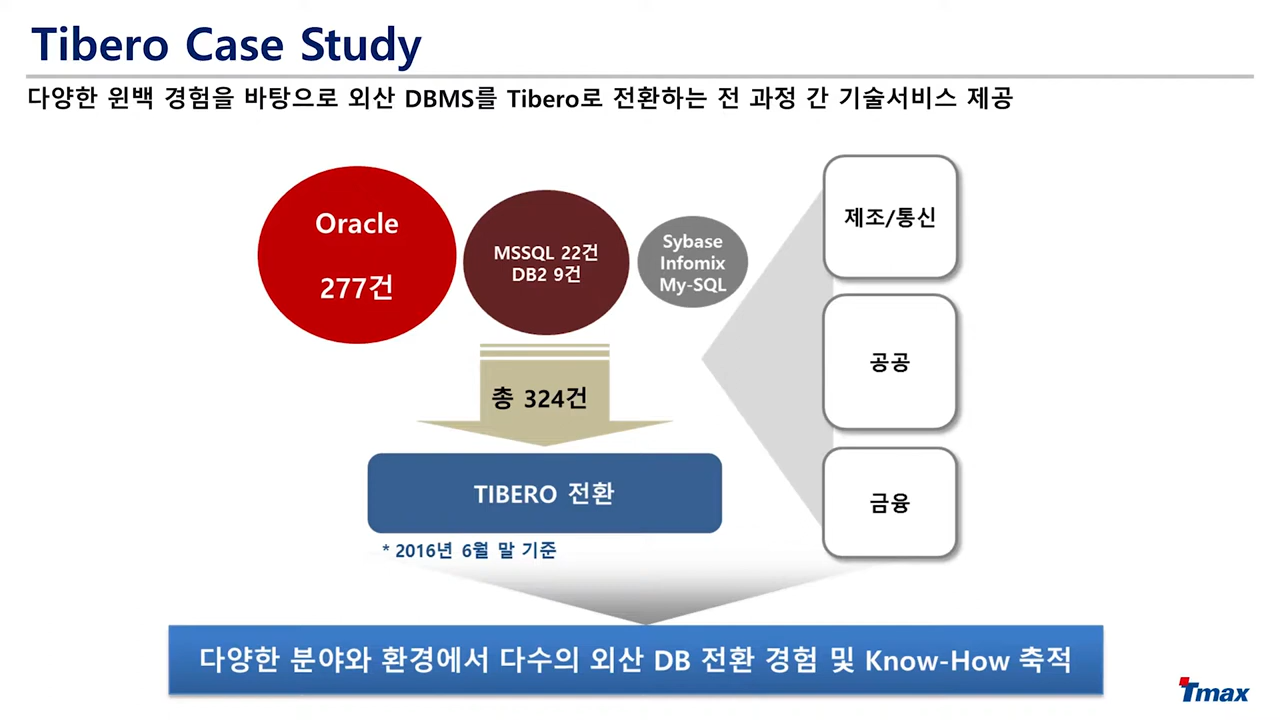 Tibero Case Study
다양한 윈백 경험을 바탕으로 외산 DBMS를 Tibero로 전환하는 전 과정 간 기술서비스 제공
Oracle
277건
MSSQL 22건
DB2 9건
Sybase
Infomix
My-SQL
총 324건
TIBERO 전환
* 2016년 6월 말 기준
제조/통신
공공
금융
다양한 분야와 환경에서 다수의 외산 DB 전환 경험 및 Know-How 축적
Tmax